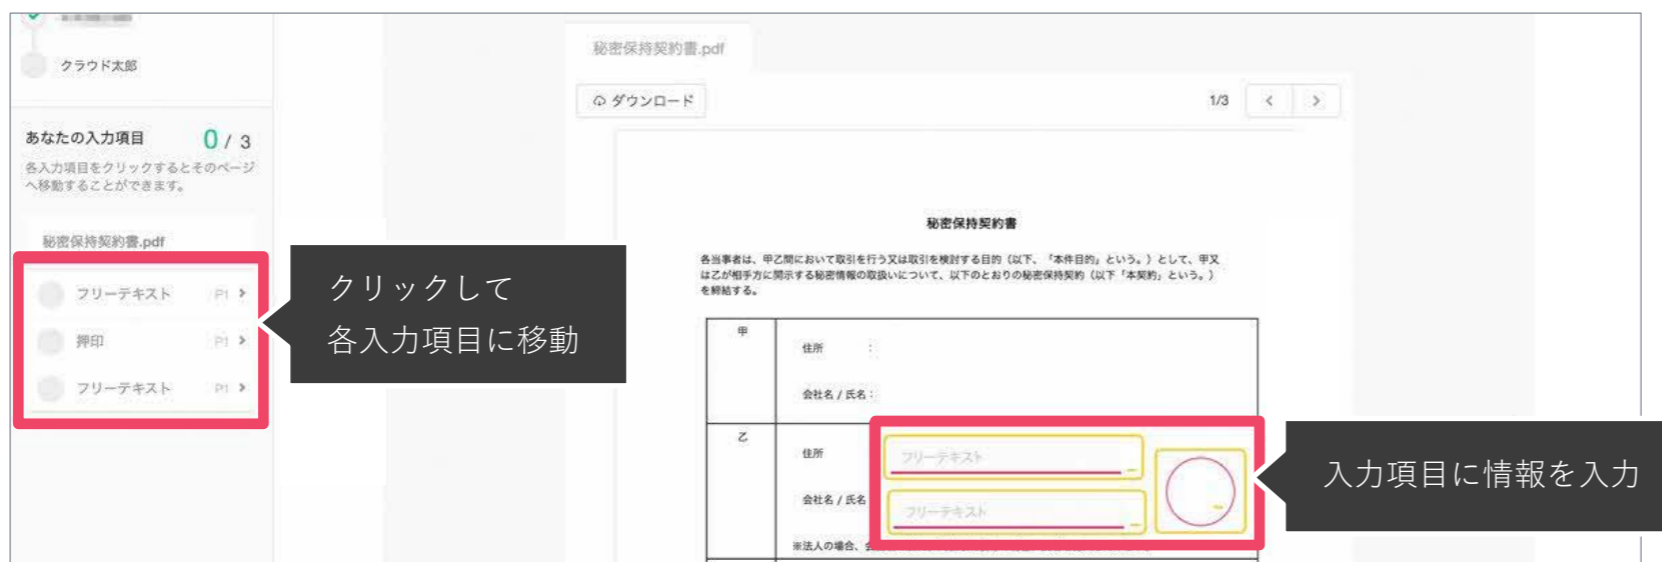 クラウド太郎
あなたの入力項目 0 / 3
各入力項目をクリックするとそのページ
へ移動することができます。
秘密保持契約書.pdf
フリーテキスト P1 >
押印 P1 >
フリーテキスト P1 >
クリックして
各入力項目に移動
秘密保持契約書.pdf
ダウンロード
1/3 < >
秘密保持契約書
各当事者は、甲乙間において取引を行う又は取引を検討する目的（以下、「本件目的」という。）として、甲又
は乙が相手方に開示する秘密情報の取扱いについて、以下のとおりの秘密保持契約（以下「本契約」という。）
を締結する。
甲
住所 ：
会社名 / 氏名：
乙
住所
フリーテキスト
会社名 / 氏名
フリーテキスト
※法人の場合、
入力項目に情報を入力